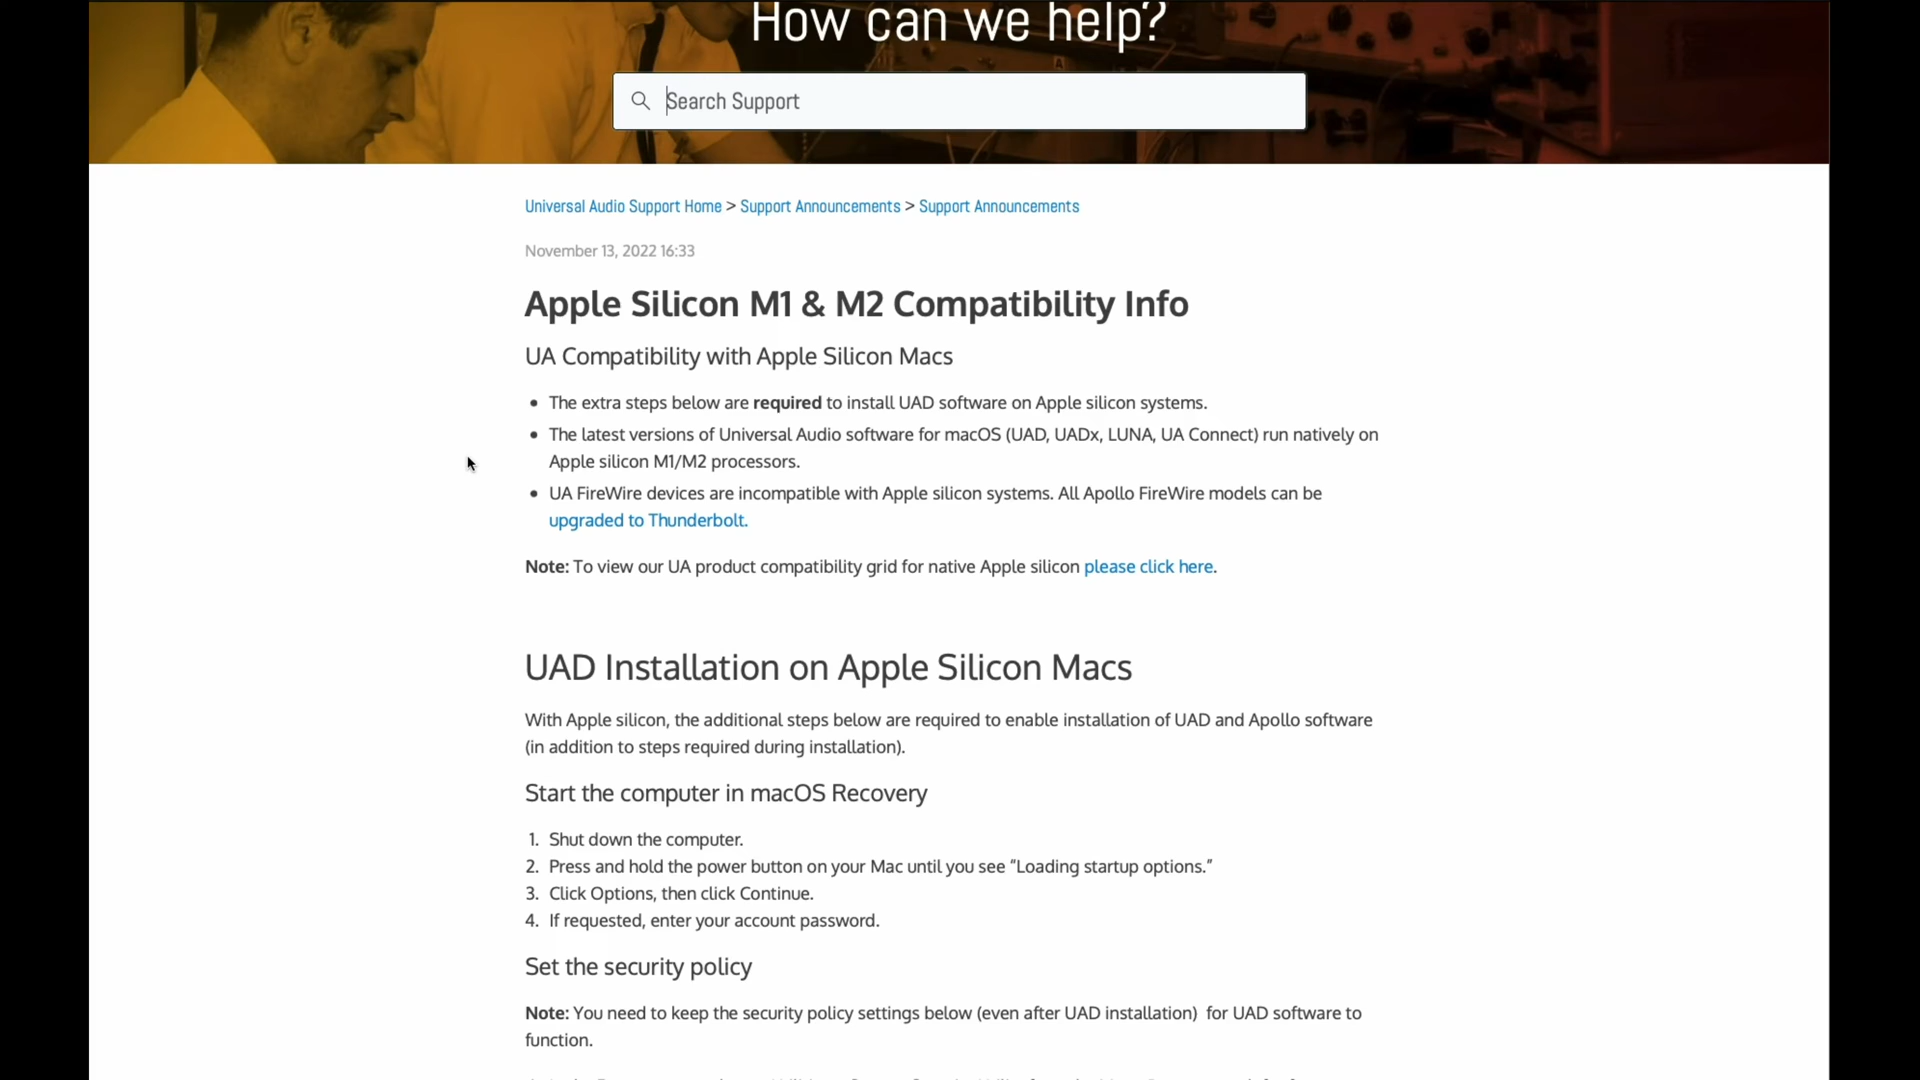 How can we help?
Search Support
Universal Audio Support Home > Support Announcements > Support Announcements
November 13, 2022 16:33
Apple Silicon M1 & M2 Compatibility Info
UA Compatibility with Apple Silicon Macs
• The extra steps below are required to install UAD software on Apple silicon systems.
• The latest versions of Universal Audio software for macOS (UAD, UADx, LUNA, UA Connect) run natively on
Apple silicon M1/M2 processors.
• UA FireWire devices are incompatible with Apple silicon systems. All Apollo FireWire models can be
upgraded to Thunderbolt.
Note: To view our UA product compatibility grid for native Apple silicon please click here.
UAD Installation on Apple Silicon Macs
With Apple silicon, the additional steps below are required to enable installation of UAD and Apollo software
(in addition to steps required during installation).
Start the computer in macOS Recovery
1. Shut down the computer.
2. Press and hold the power button on your Mac until you see “Loading startup options.”
3. Click Options, then click Continue.
4. If requested, enter your account password.
Set the security policy
Note: You need to keep the security policy settings below (even after UAD installation) for UAD software to
function.